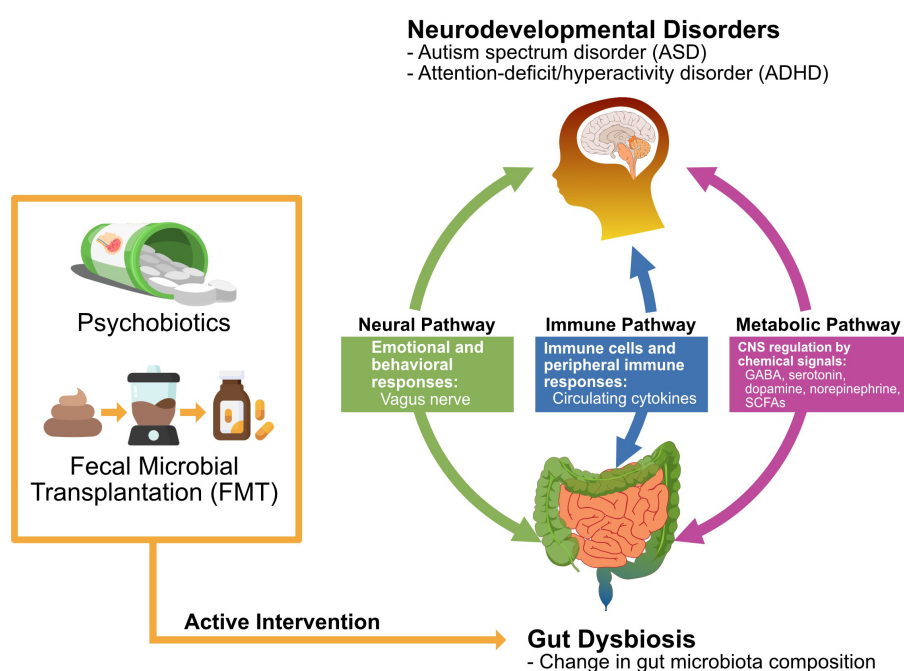 Neurodevelopmental Disorders
- Autism spectrum disorder (ASD)
- Attention-deficit/hyperactivity disorder (ADHD)
Psychobiotics
Fecal Microbial
Transplantation (FMT)
Neural Pathway
Emotional and
behavioral
responses:
Vagus nerve
Immune Pathway
Immune cells and
peripheral immune
responses:
Circulating cytokines
Metabolic Pathway
CNS regulation by
chemical signals:
GABA, serotonin,
dopamine, norepinephrine,
SCFAs
Active Intervention
Gut Dysbiosis
- Change in gut microbiota composition